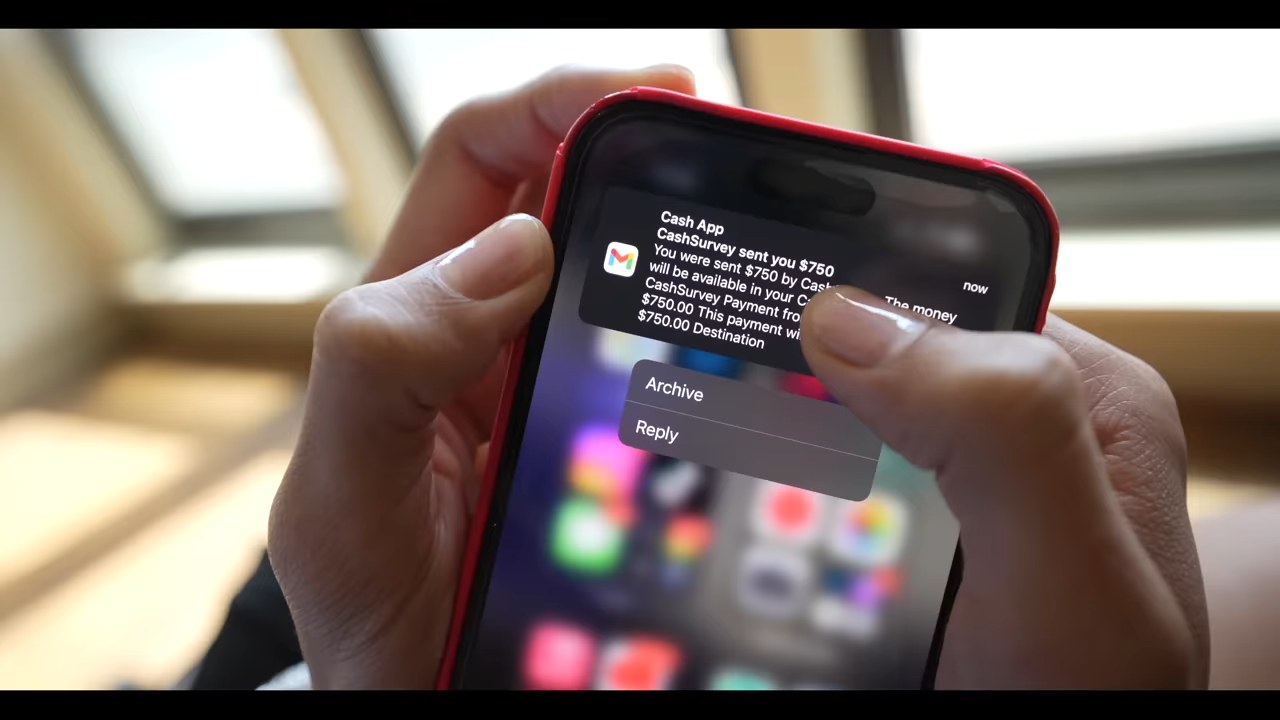 Cash App
CashSurvey sent you $750
now
You were sent $750 by Cash The money
will be available in your
CashSurvey Payment
$750.00 This payment
$750.00 Destination
Archive
Reply